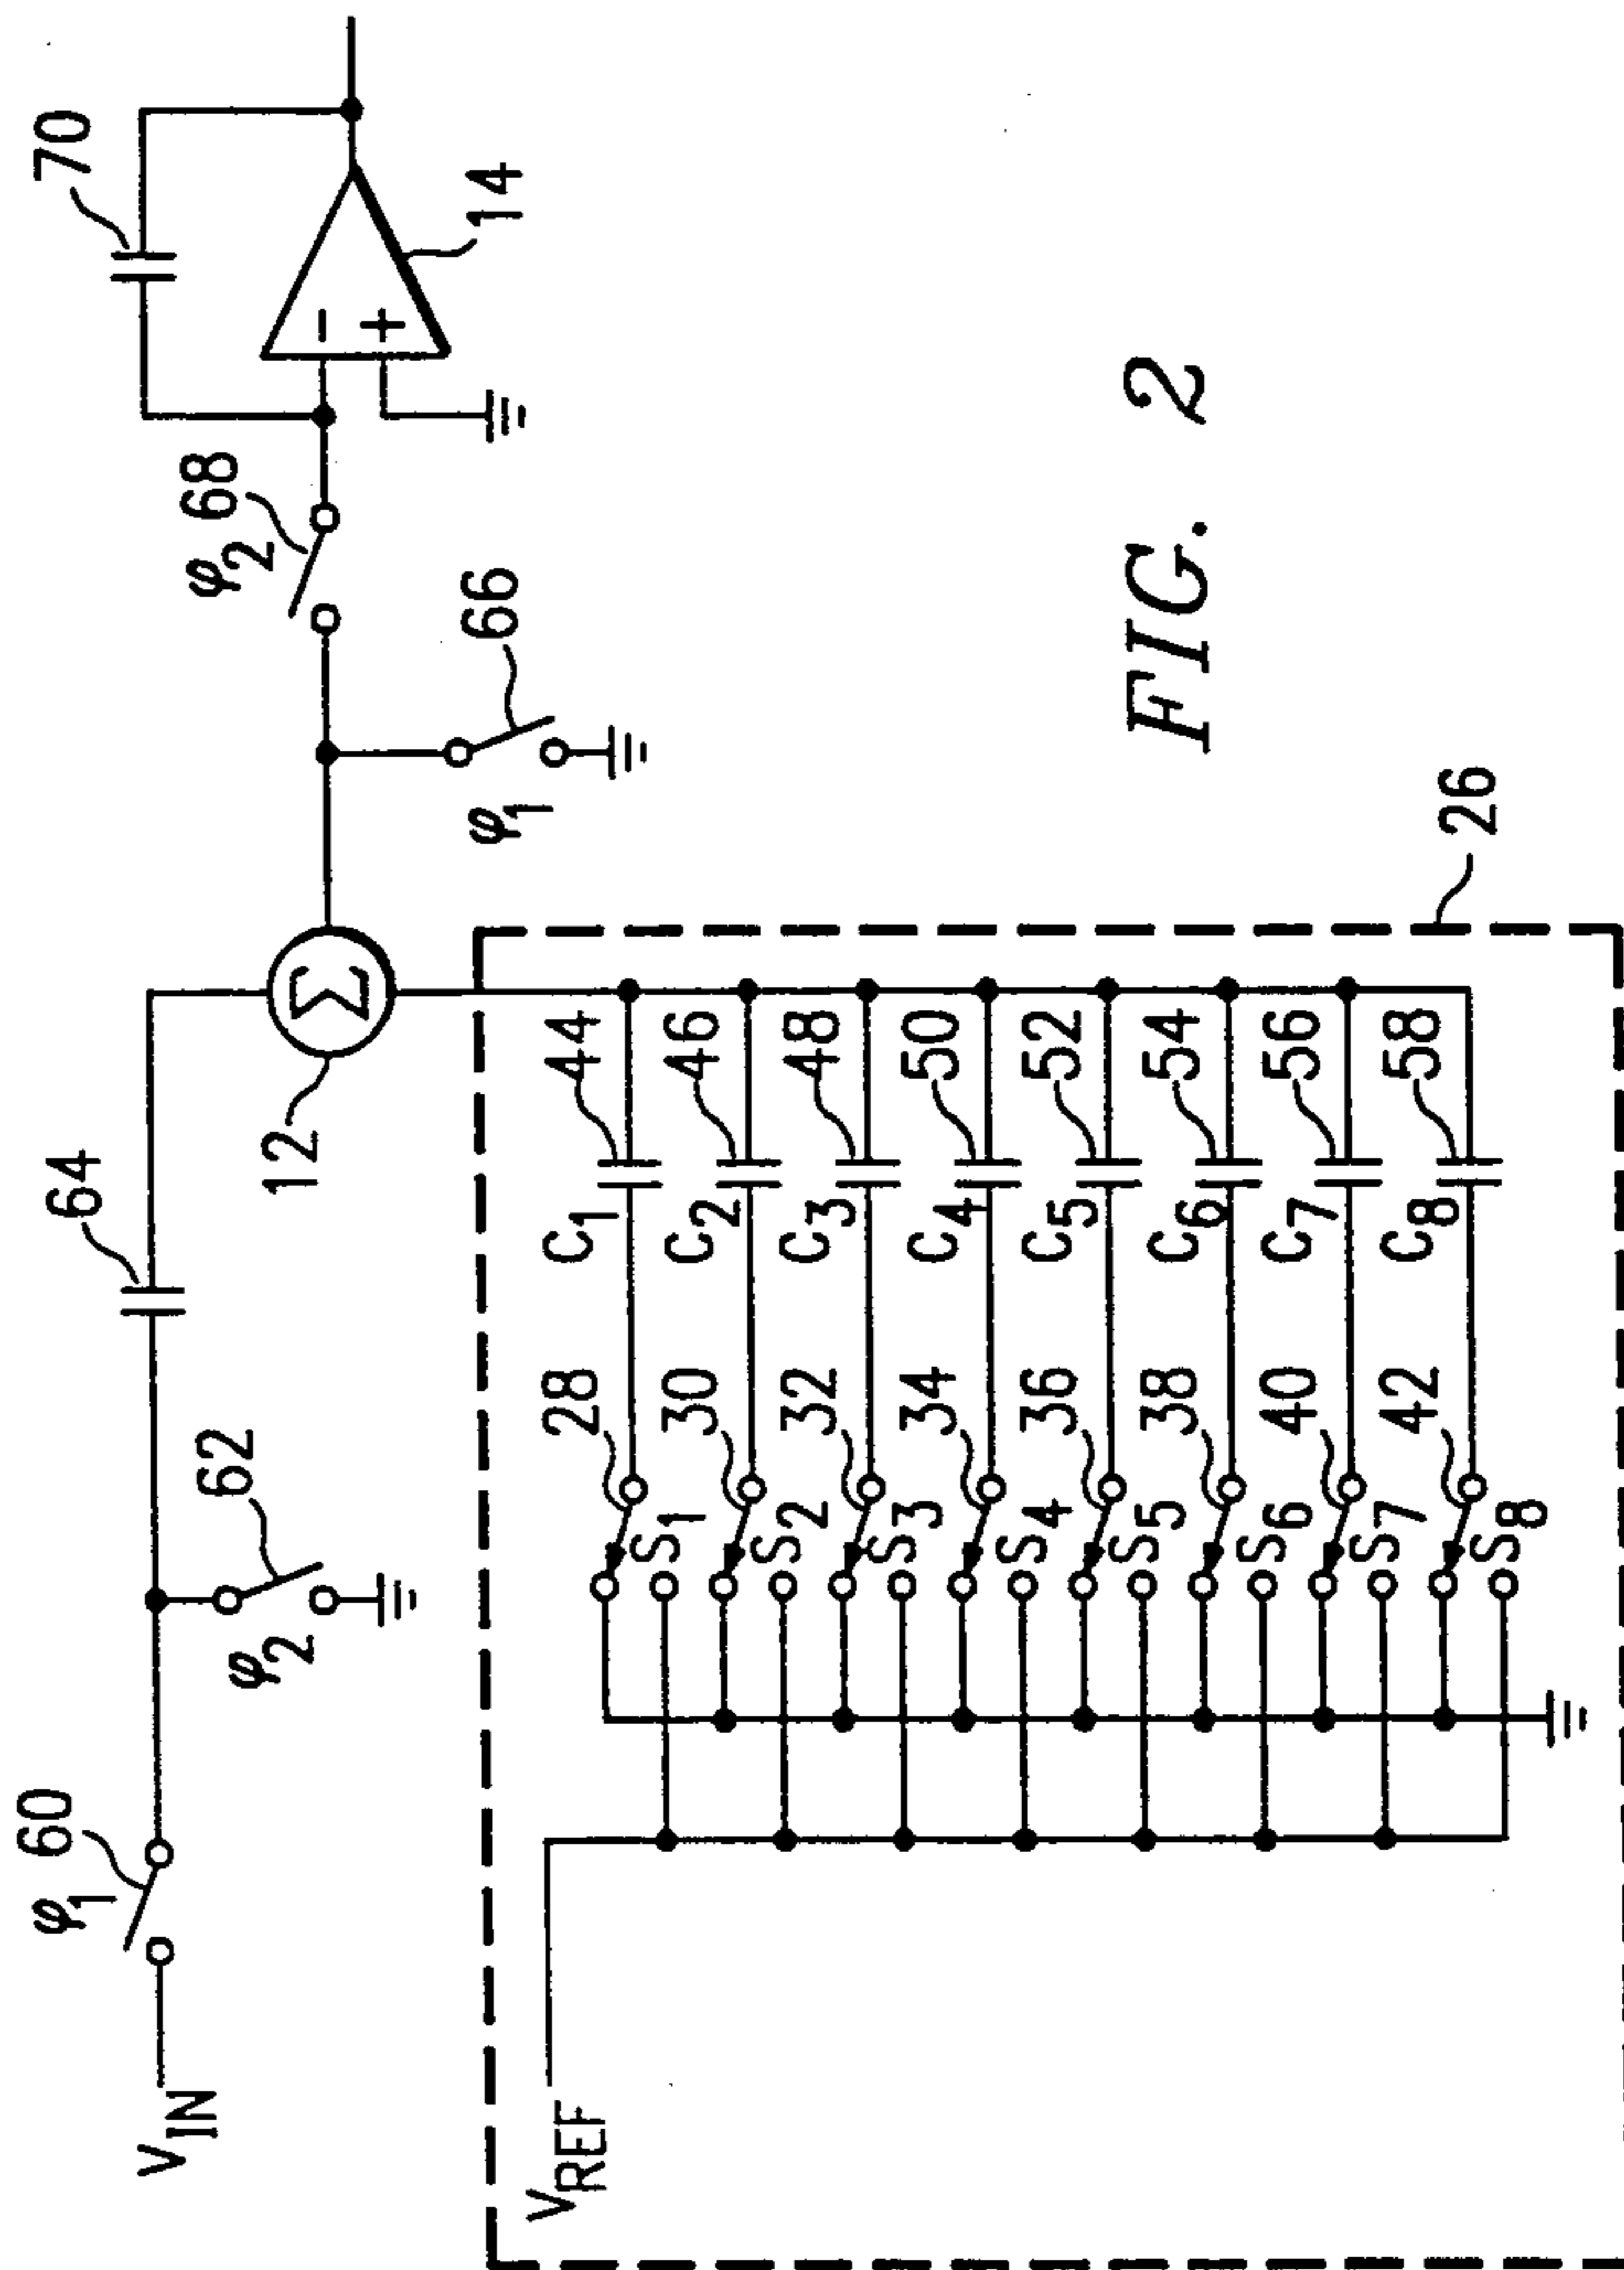 70
φ1 60
64
φ2 68
VIN
φ2 62
12
Σ
-
+
14
φ1 66
VREF
S1 28 C1 44
S2 30 C2 46
S3 32 C3 48
S4 34 C4 50
S5 36 C5 52
S6 38 C6 54
S7 40 C7 56
S8 42 C8 58
26
FIG. 2